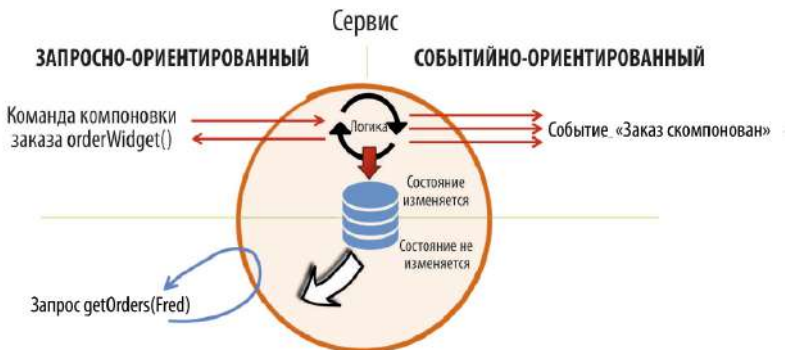 Сервис
ЗАПРОСНО-ОРИЕНТИРОВАННЫЙ
СОБЫТИЙНО-ОРИЕНТИРОВАННЫЙ
Команда компоновки
заказа orderWidget()
Логика
Событие «Заказ скомпонован»
Состояние
изменяется
Состояние не
изменяется
Запрос getOrders(Fred)